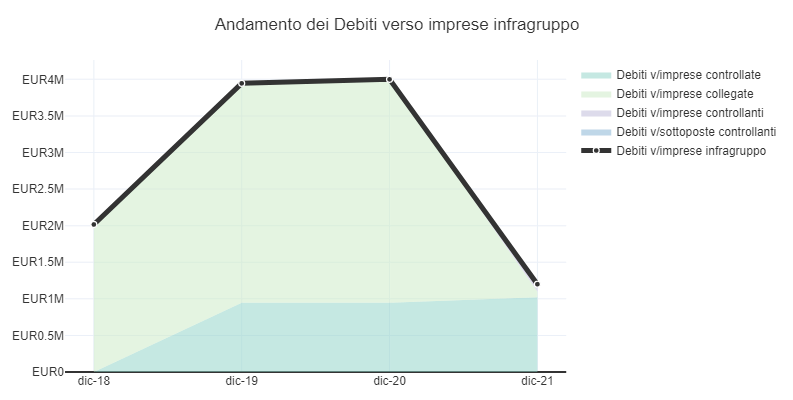 Andamento dei Debiti verso imprese infragruppo
EUR4M
EUR3.5M
EUR3M
EUR2.5M
EUR2M
EUR1.5M
EUR1M
EUR0.5M
EUR0
dic-18
dic-19
dic-20
dic-21
Debiti v/imprese controllate
Debiti v/imprese collegate
Debiti v/imprese controllanti
Debiti v/sottoposte controllanti
Debiti v/imprese infragruppo